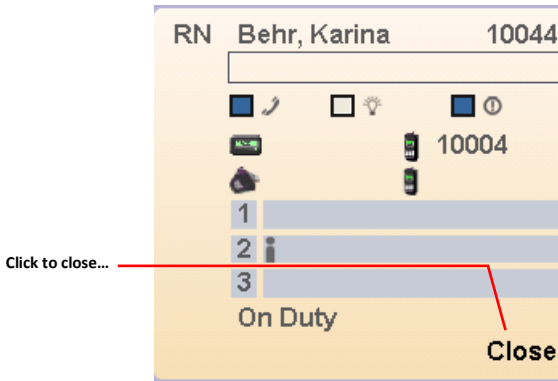 RN Behr, Karina 10044
10004
1
2
3
Click to close...
On Duty
Close